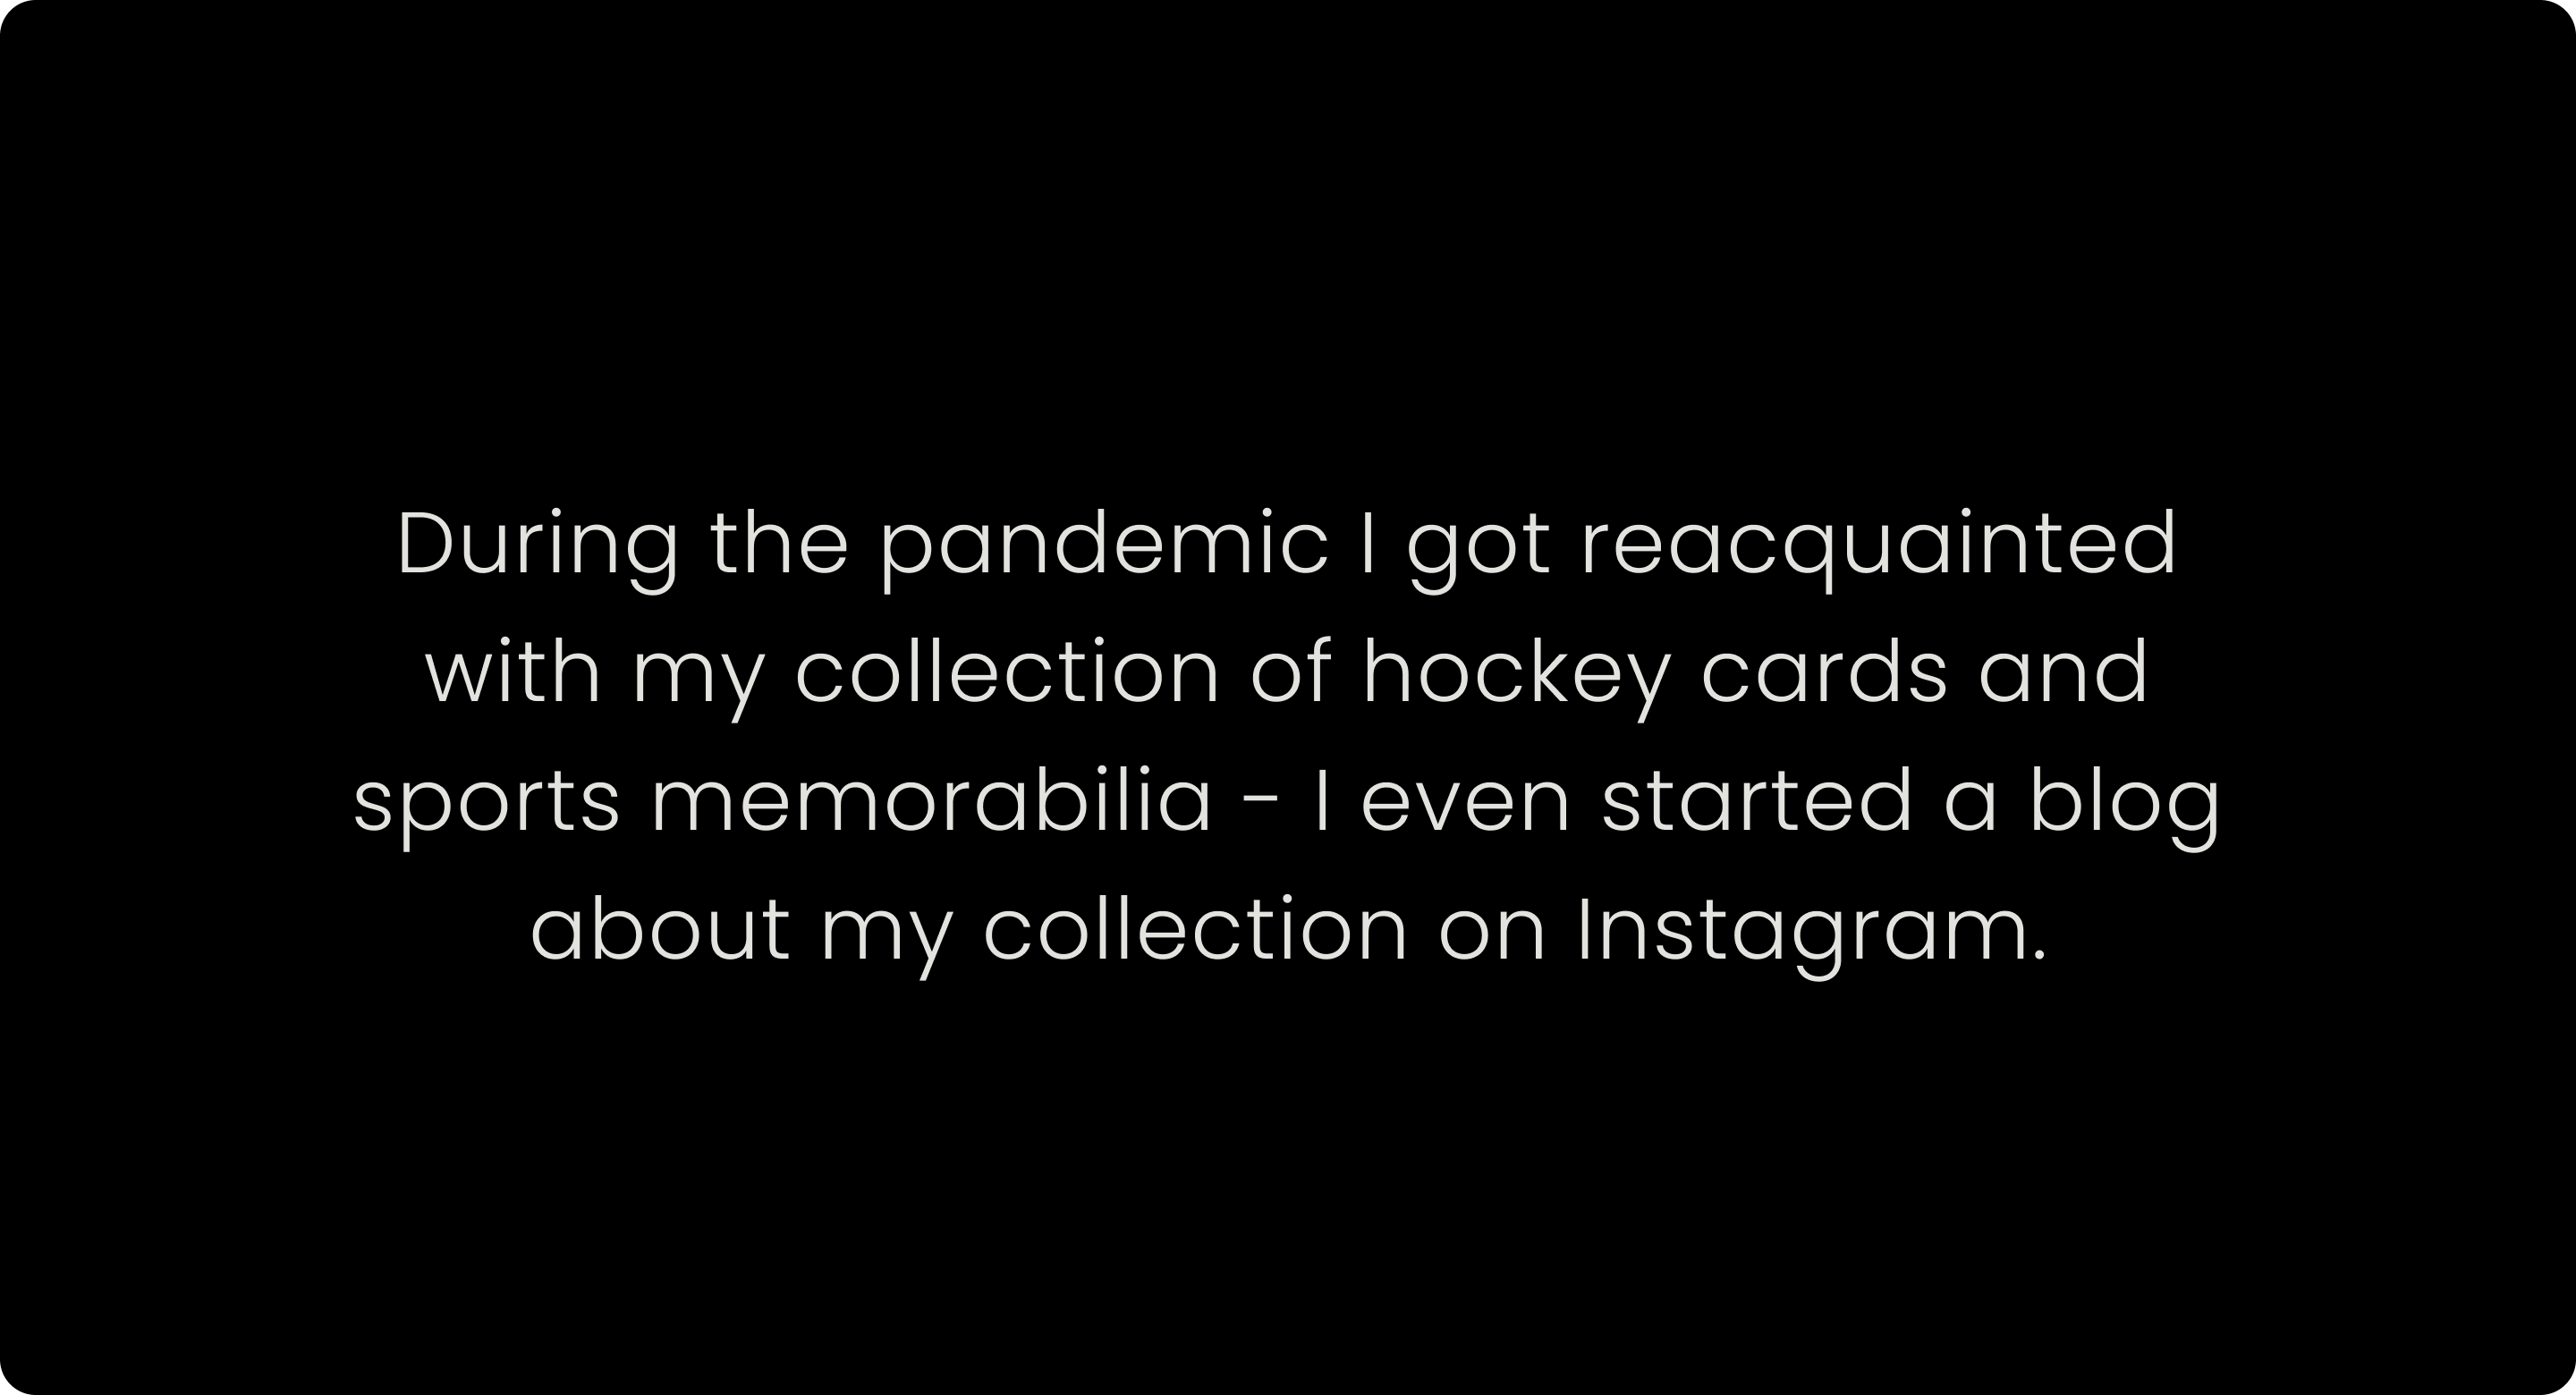 During the pandemic I got reacquainted
with my collection of hockey cards and
sports memorabilia - I even started a blog
about my collection on Instagram.